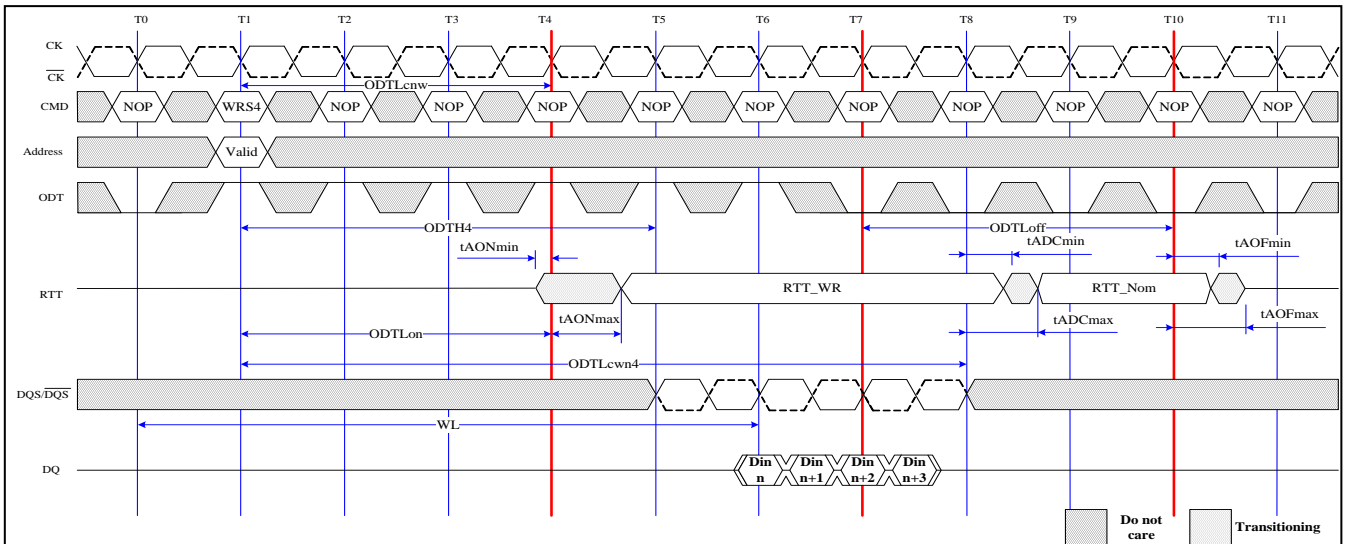 T0 T1 T2 T3 T4 T5 T6 T7 T8 T9 T10 T11
CK
CK
ODTLcnw
CMD NOP WRS4 NOP NOP NOP NOP NOP NOP NOP NOP NOP NOP
Address Valid
ODT
ODTH4 ODTLoff
tAONmin tADCmin tAOFmin
RTT RTT_WR RTT_Nom
tAONmax tADCmax tAOFmax
ODTLon
ODTLcwn4
DQS/DQS
WL
DQ Din n Din n+1 Din n+2 Din n+3
Do not care Transitioning